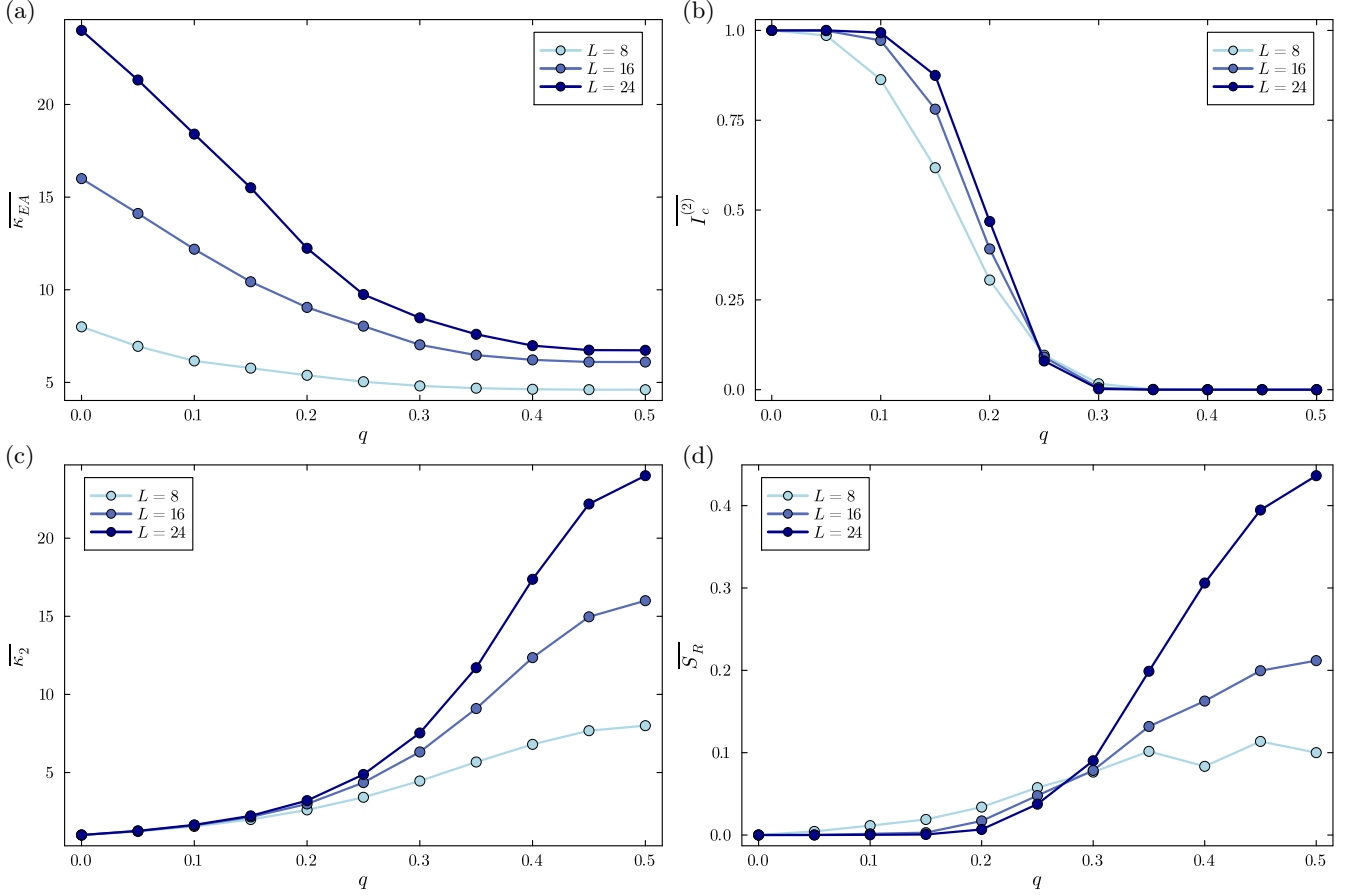 (a)
κ_EA
20
15
10
5
0.0 0.1 0.2 0.3 0.4 0.5
q
L = 8
L = 16
L = 24
(b)
I_c^(2)
1.0
0.75
0.5
0.25
0.0
0.0 0.1 0.2 0.3 0.4 0.5
q
L = 8
L = 16
L = 24
(c)
κ_2
20
15
10
5
0.0 0.1 0.2 0.3 0.4 0.5
q
L = 8
L = 16
L = 24
(d)
S_R
0.4
0.3
0.2
0.1
0.0
0.0 0.1 0.2 0.3 0.4 0.5
q
L = 8
L = 16
L = 24